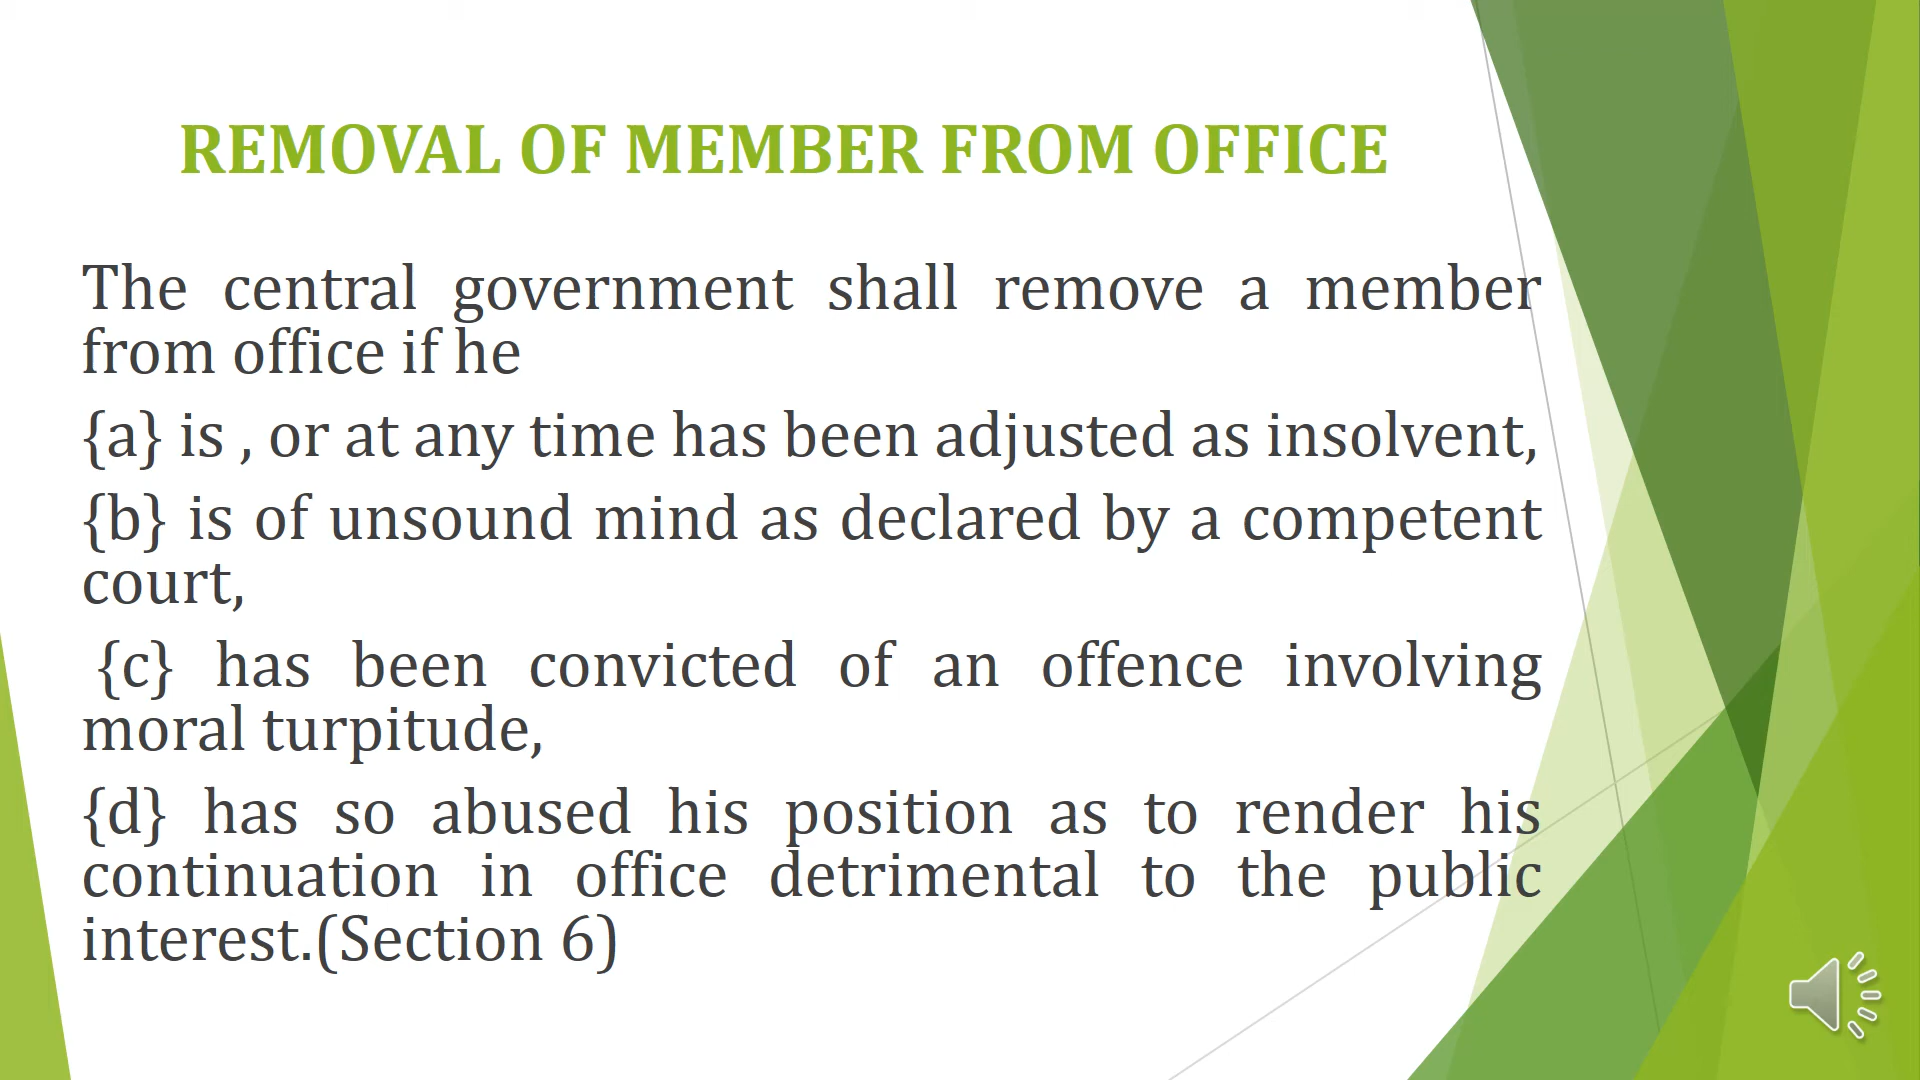 REMOVAL OF MEMBER FROM OFFICE
The central government shall remove a member
from office if he
{a} is , or at any time has been adjusted as insolvent,
{b} is of unsound mind as declared by a competent
court,
{c} has been convicted of an offence involving
moral turpitude,
{d} has so abused his position as to render his
continuation in office detrimental to the public
interest.(Section 6)